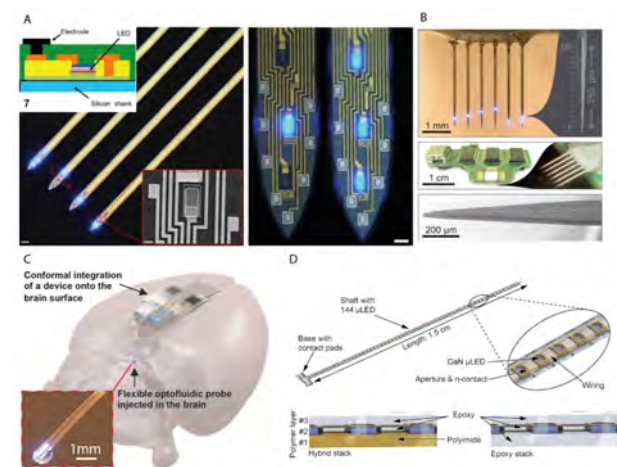 A
Electrode
LED
7
Silicon shank
B
1 mm
1 cm
200 μm
C
Conformal integration
of a device onto the
brain surface
Flexible optofluidic probe
injected in the brain
1mm
D
Shaft with
144 μLED
Base with
contact pads
Length: 1.5 cm
GaN μLED
Aperture & n-contact
Wiring
Polymer layer
#3
#2
#1
Epoxy
Polyimide
Hybrid stack
Epoxy
Epoxy stack